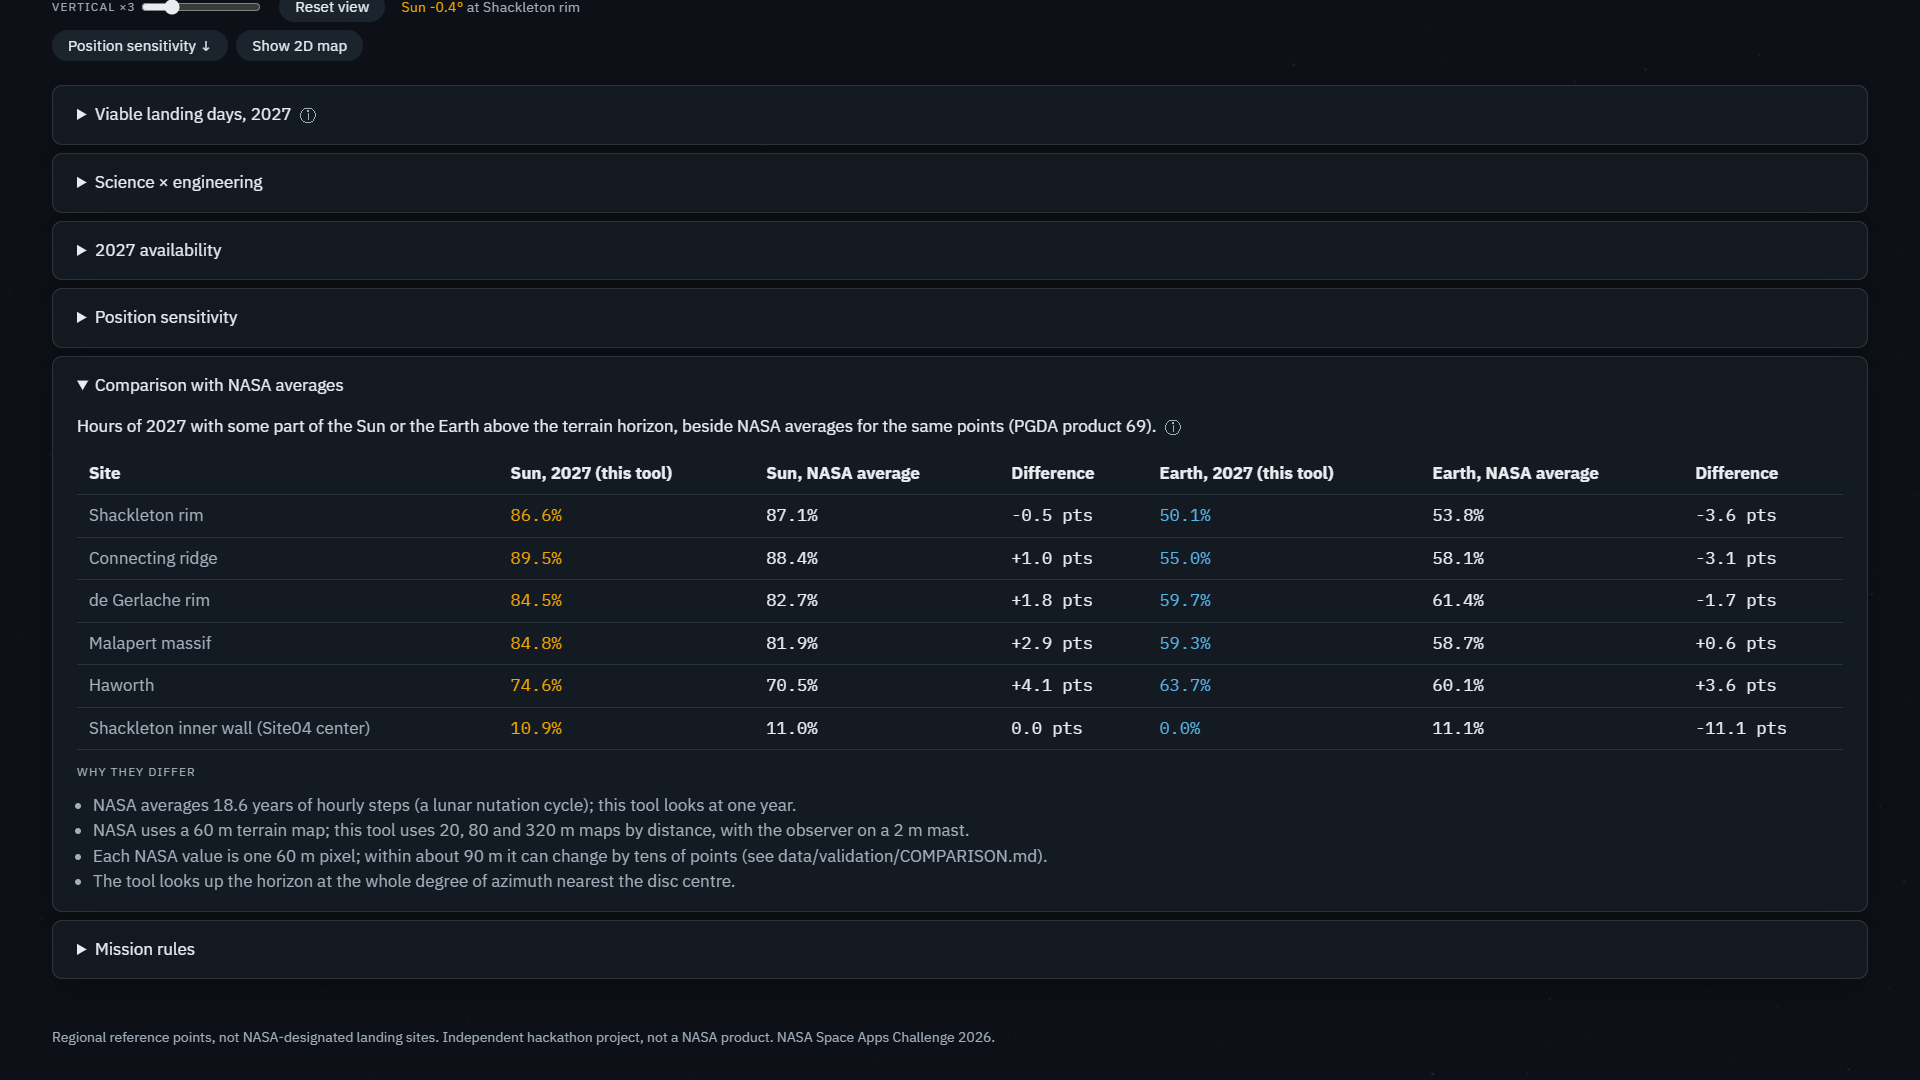 VERTICAL ×3 Reset view Sun -0.4° at Shackleton rim
Position sensitivity ↓ Show 2D map
▶ Viable landing days, 2027 ⓘ
▶ Science × engineering
▶ 2027 availability
▶ Position sensitivity
▼ Comparison with NASA averages
Hours of 2027 with some part of the Sun or the Earth above the terrain horizon, beside NASA averages for the same points (PGDA product 69). ⓘ
Site Sun, 2027 (this tool) Sun, NASA average Difference Earth, 2027 (this tool) Earth, NASA average Difference
Shackleton rim 86.6% 87.1% -0.5 pts 50.1% 53.8% -3.6 pts
Connecting ridge 89.5% 88.4% +1.0 pts 55.0% 58.1% -3.1 pts
de Gerlache rim 84.5% 82.7% +1.8 pts 59.7% 61.4% -1.7 pts
Malapert massif 84.8% 81.9% +2.9 pts 59.3% 58.7% +0.6 pts
Haworth 74.6% 70.5% +4.1 pts 63.7% 60.1% +3.6 pts
Shackleton inner wall (Site04 center) 10.9% 11.0% 0.0 pts 0.0% 11.1% -11.1 pts
WHY THEY DIFFER
• NASA averages 18.6 years of hourly steps (a lunar nutation cycle); this tool looks at one year.
• NASA uses a 60 m terrain map; this tool uses 20, 80 and 320 m maps by distance, with the observer on a 2 m mast.
• Each NASA value is one 60 m pixel; within about 90 m it can change by tens of points (see data/validation/COMPARISON.md).
• The tool looks up the horizon at the whole degree of azimuth nearest the disc centre.
▶ Mission rules
Regional reference points, not NASA-designated landing sites. Independent hackathon project, not a NASA product. NASA Space Apps Challenge 2026.